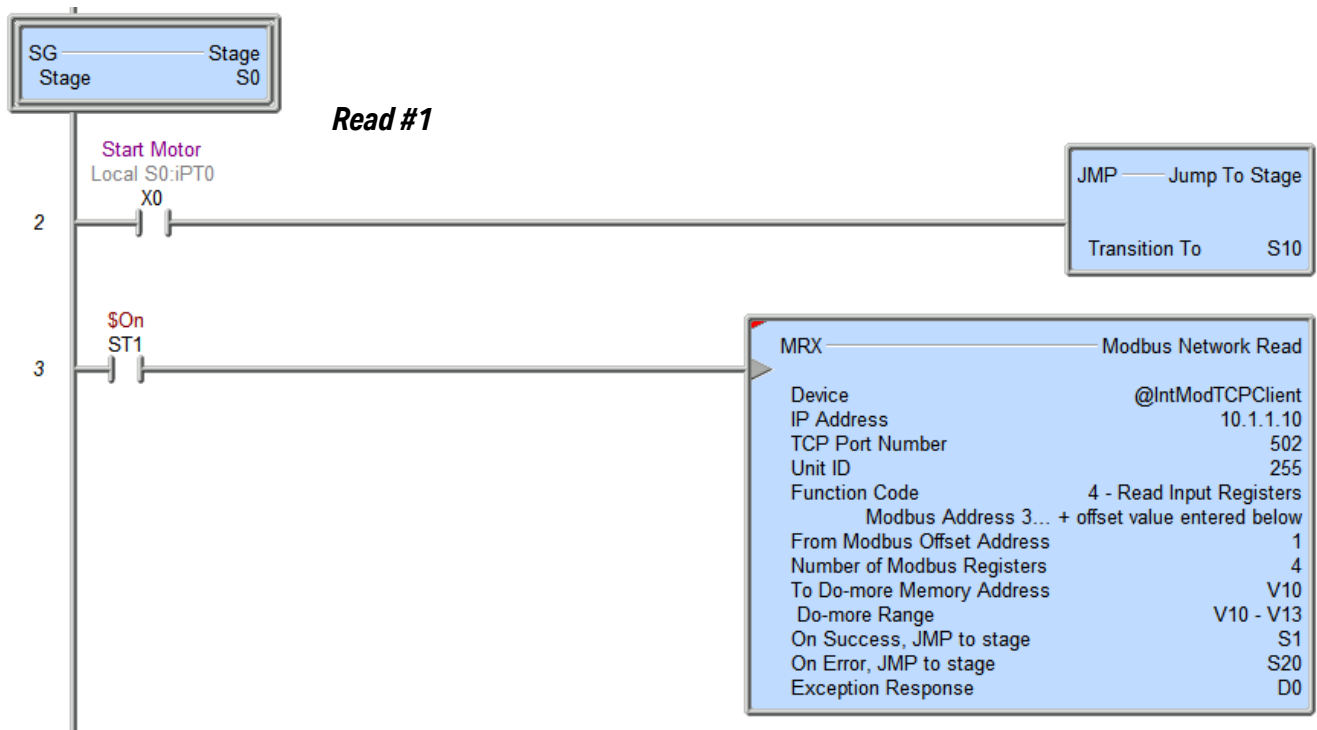 SG Stage
Stage S0
Read #1
Start Motor
Local S0:iPT0
X0
2
JMP Jump To Stage
Transition To S10
$On
ST1
3
MRX Modbus Network Read
Device @IntModTCPClient
IP Address 10.1.1.10
TCP Port Number 502
Unit ID 255
Function Code 4 - Read Input Registers
Modbus Address 3... + offset value entered below
From Modbus Offset Address 1
Number of Modbus Registers 4
To Do-more Memory Address V10
Do-more Range V10 - V13
On Success, JMP to stage S1
On Error, JMP to stage S20
Exception Response D0